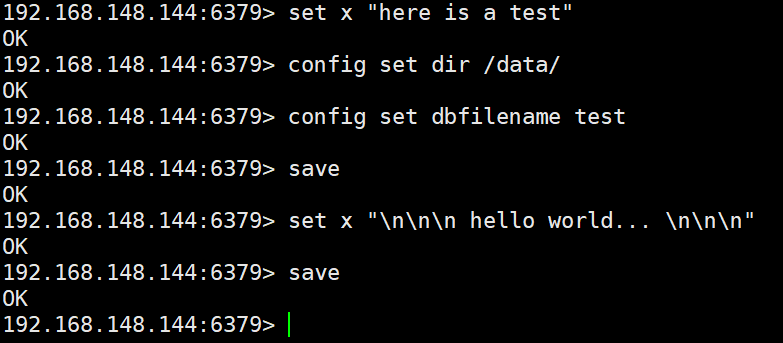 192.168.148.144:6379> set x "here is a test"
OK
192.168.148.144:6379> config set dir /data/
OK
192.168.148.144:6379> config set dbfilename test
OK
192.168.148.144:6379> save
OK
192.168.148.144:6379> set x "\n\n\n hello world... \n\n\n"
OK
192.168.148.144:6379> save
OK
192.168.148.144:6379>